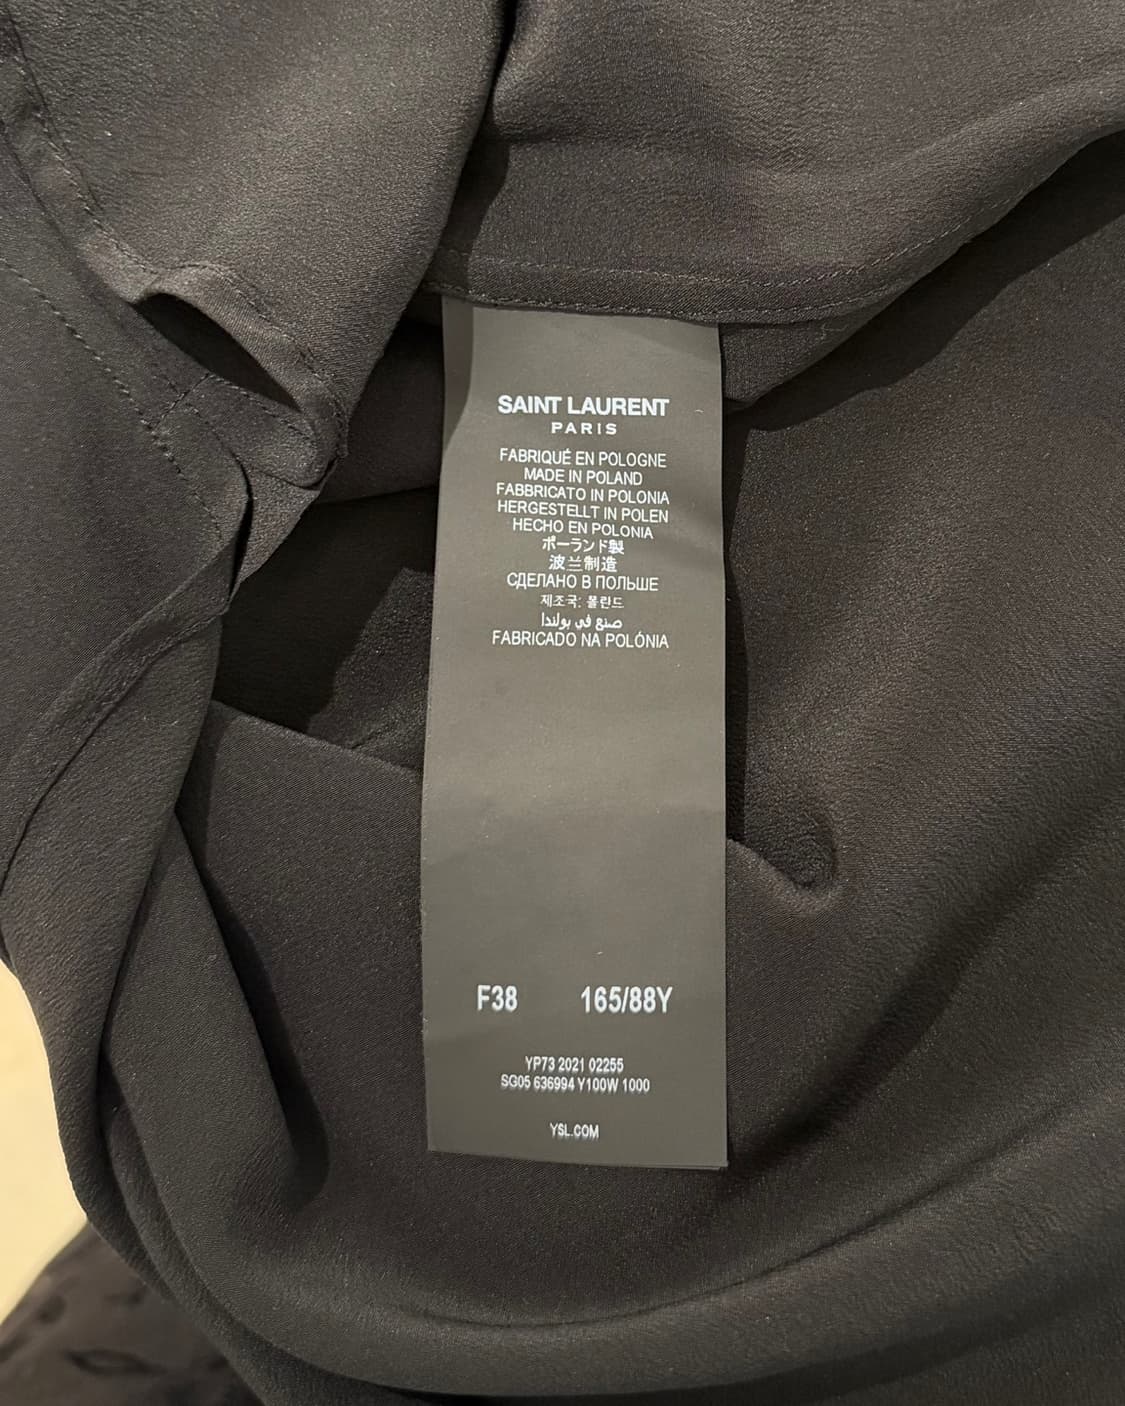 SAINT LAURENT
PARIS
FABRIQUÉ EN POLOGNE
MADE IN POLAND
FABBRICATO IN POLONIA
HERGESTELLT IN POLEN
HECHO EN POLONIA
ポーランド製
波兰制造
СДЕЛАНО В ПОЛЬШЕ
제조국: 폴란드
صنع في بولندا
FABRICADO NA POLÓNIA
F38 165/88Y
YP73 2021 02255
SG05 636994 Y100W 1000
YSL.COM